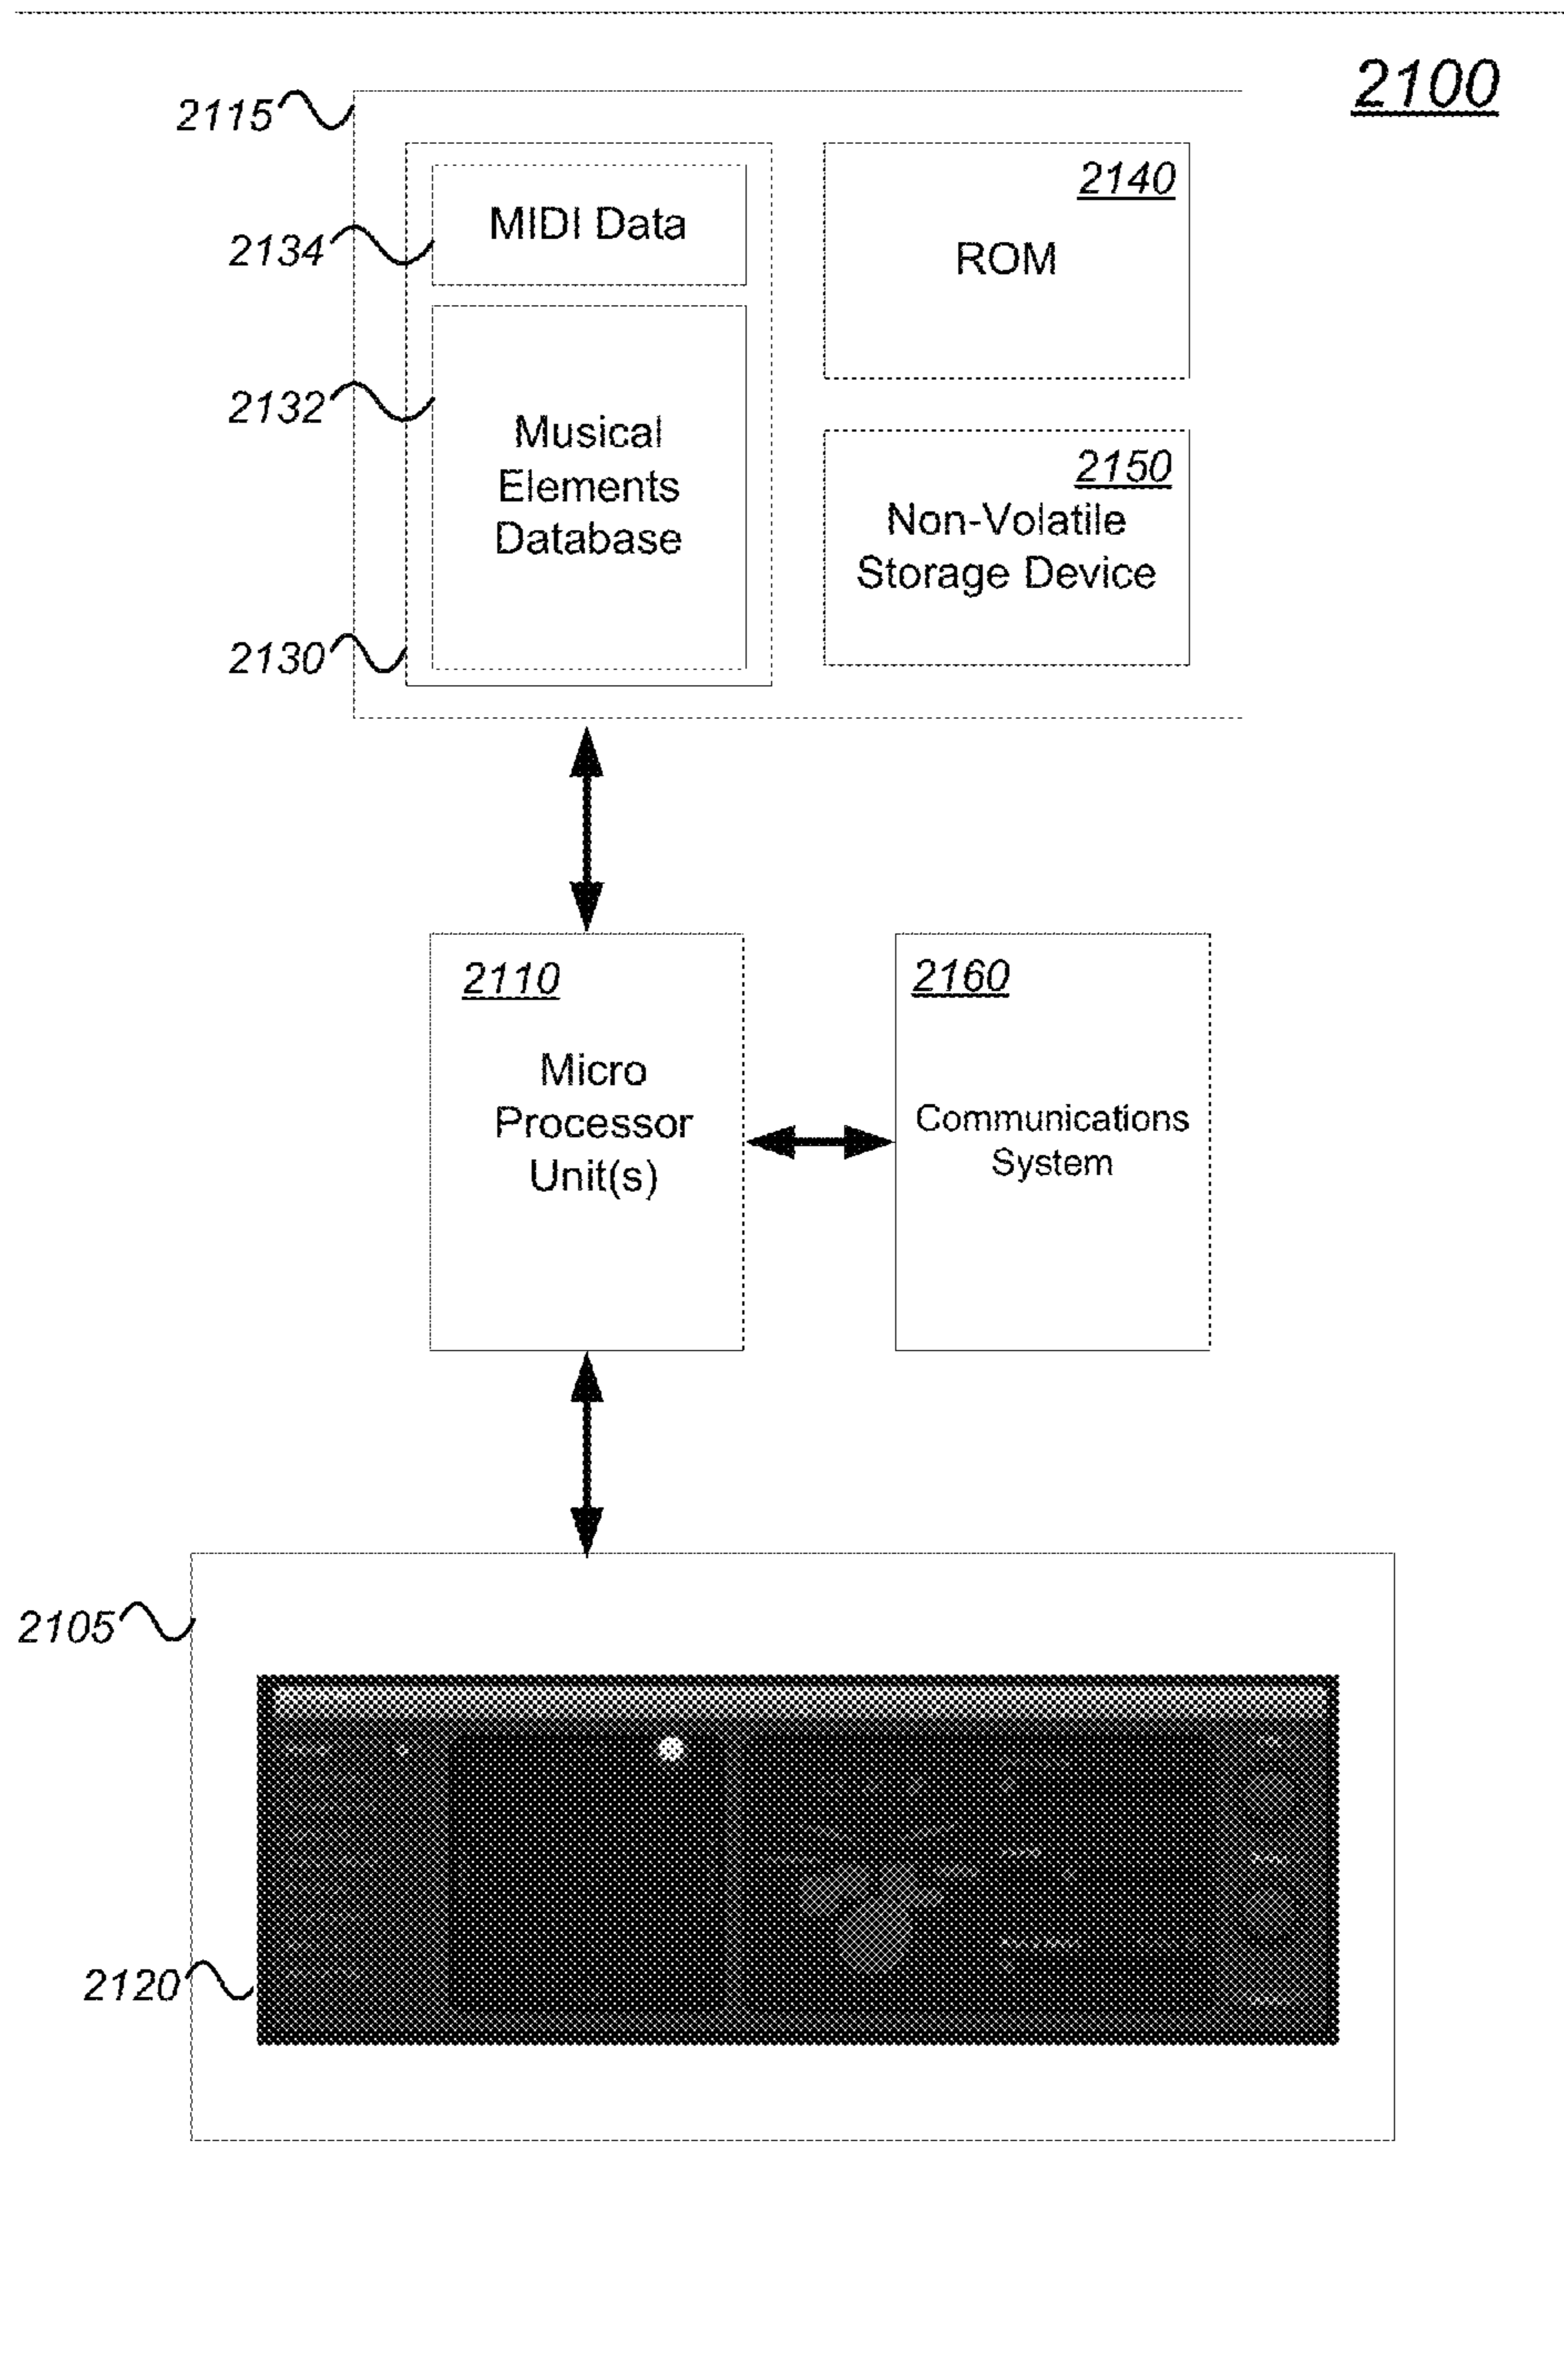 2100
2115
2134
MIDI Data
2140
ROM
2132
Musical
Elements
Database
2150
Non-Volatile
Storage Device
2130
2110
Micro
Processor
Unit(s)
2160
Communications
System
2105
2120